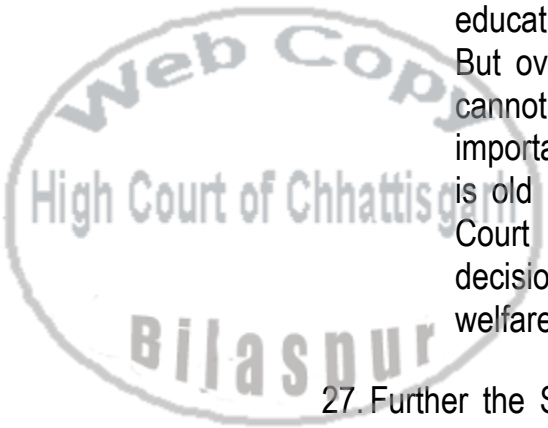 Web Copy
High Court of Chhattisgarh
Bilaspur
educat
But ov
cannot
importa
is old
Court
decisio
welfare
27. Further the S